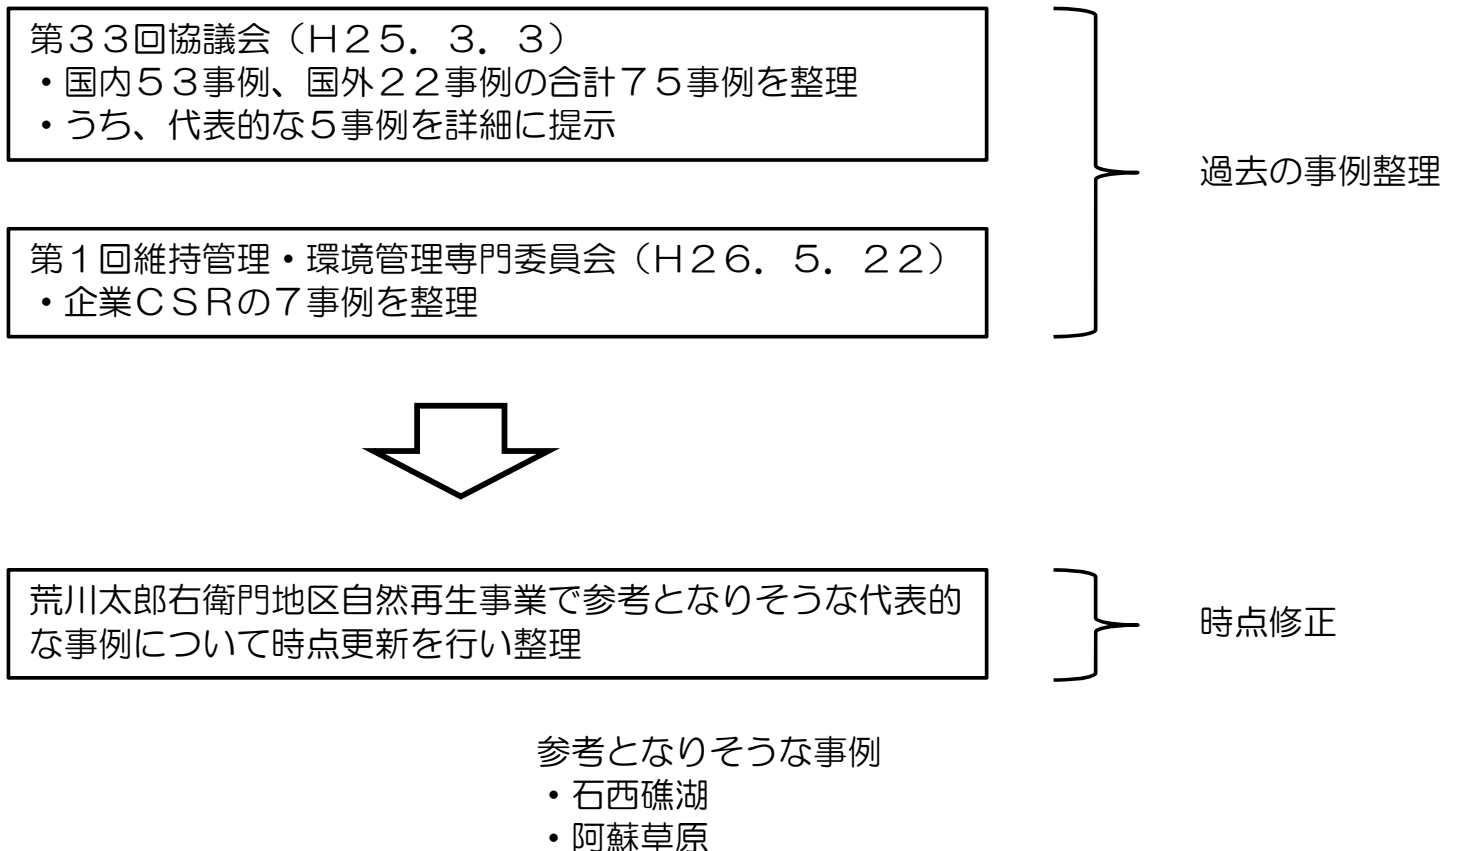 第３３回協議会（Ｈ２５．３．３）
・国内５３事例、国外２２事例の合計７５事例を整理
・うち、代表的な５事例を詳細に提示
過去の事例整理
第１回維持管理・環境管理専門委員会（Ｈ２６．５．２２）
・企業ＣＳＲの７事例を整理
荒川太郎右衛門地区自然再生事業で参考となりそうな代表的
な事例について時点更新を行い整理
時点修正
参考となりそうな事例
・石西礁湖
・阿蘇草原